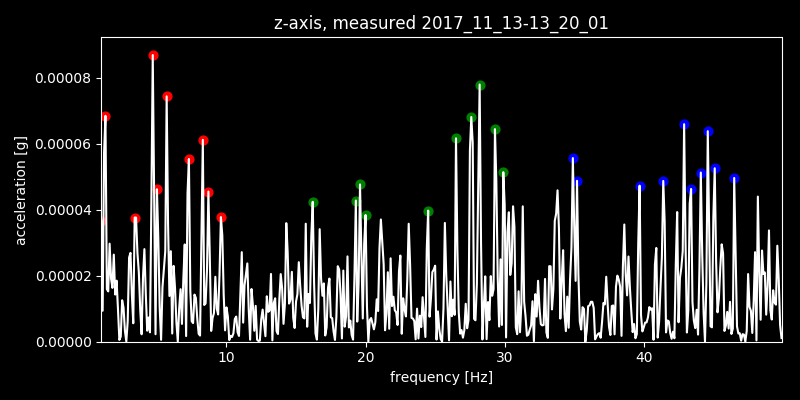 z-axis, measured 2017_11_13-13_20_01
acceleration [g]
0.00008
0.00006
0.00004
0.00002
0.00000
10 20 30 40
frequency [Hz]